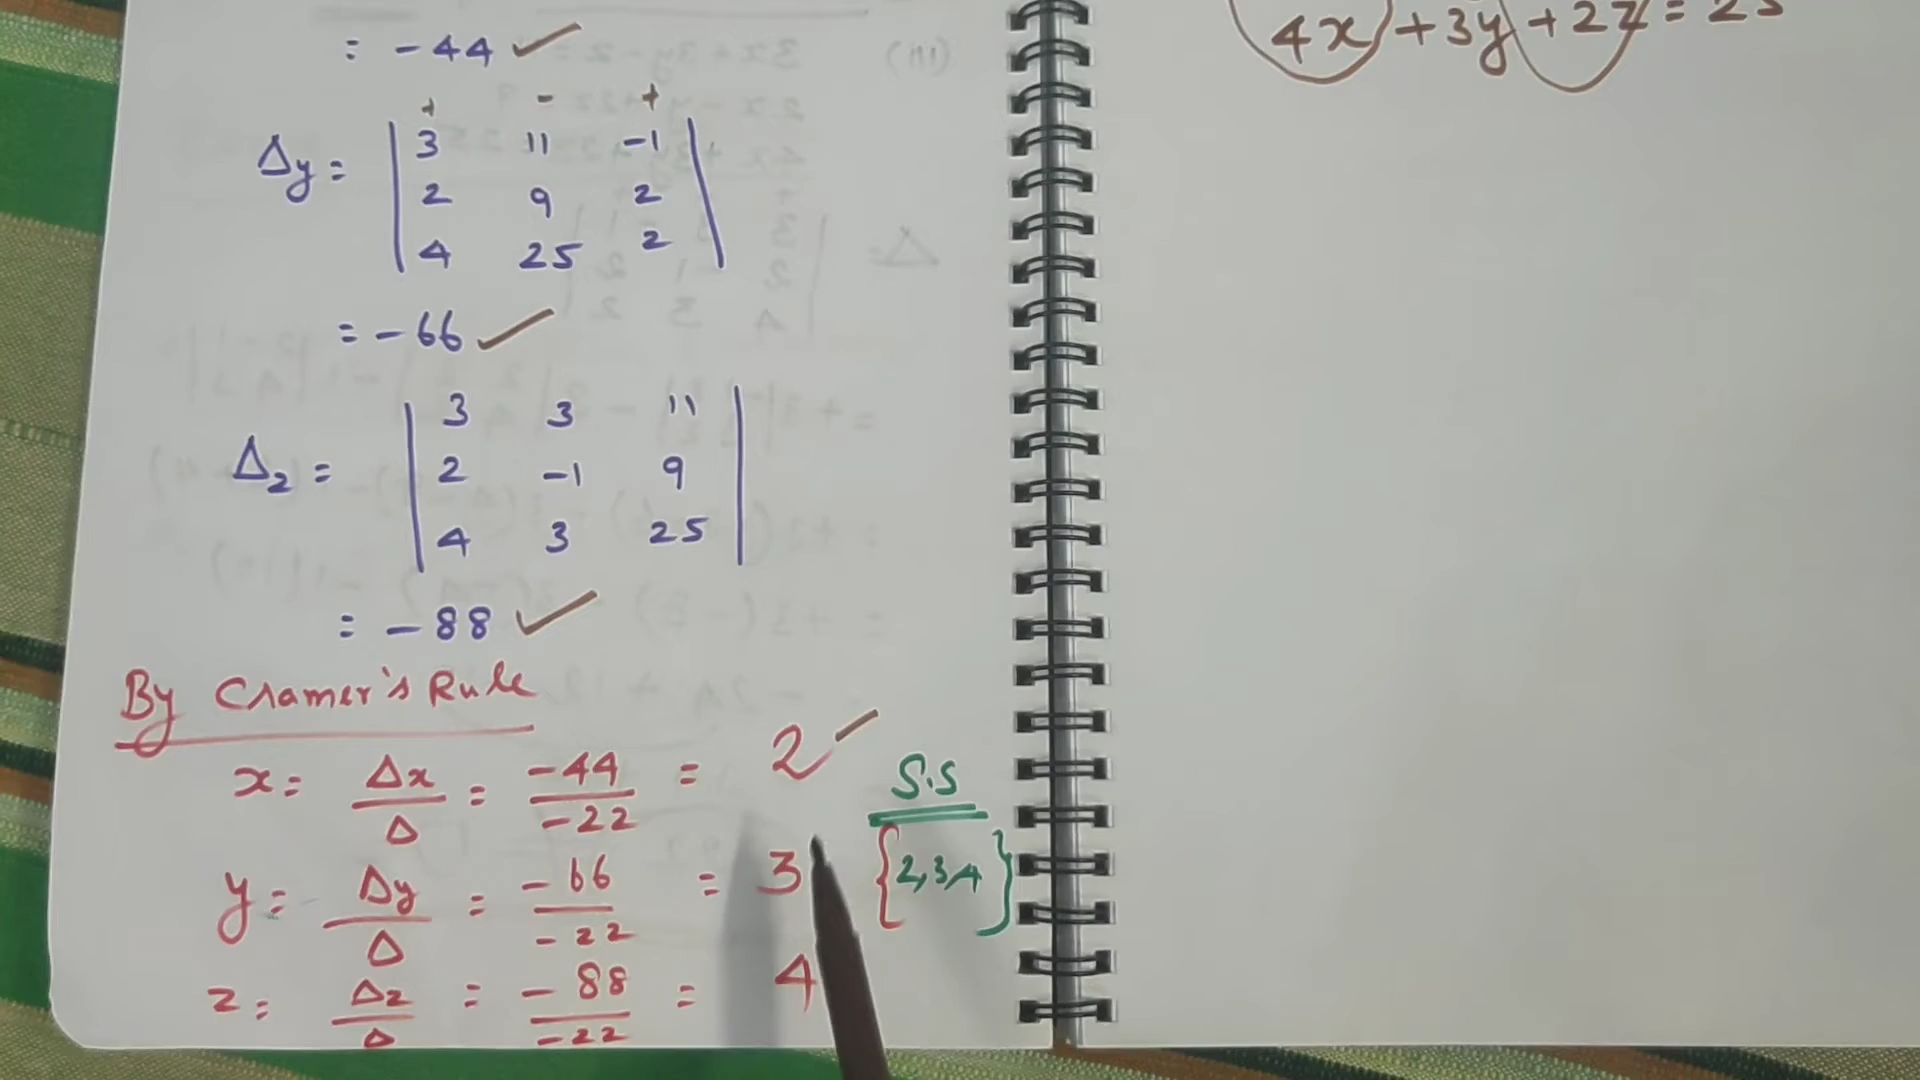 = -44
+ - +
Δy = | 3 11 -1 |
| 2 9 2 |
| 4 25 2 |
= -66
Δz = | 3 3 11 |
| 2 -1 9 |
| 4 3 25 |
= -88
By Cramer's Rule
x = Δx/Δ = -44/-22 = 2
y = Δy/Δ = -66/-22 = 3
z = Δz/Δ = -88/-22 = 4
S.S
{2,3,4}
4x + 3y + 2z = 25